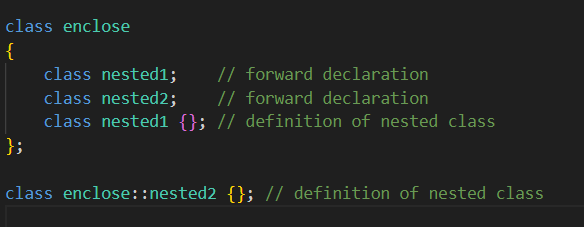 class enclose
{
    class nested1;    // forward declaration
    class nested2;    // forward declaration
    class nested1 {}; // definition of nested class
};
class enclose::nested2 {}; // definition of nested class